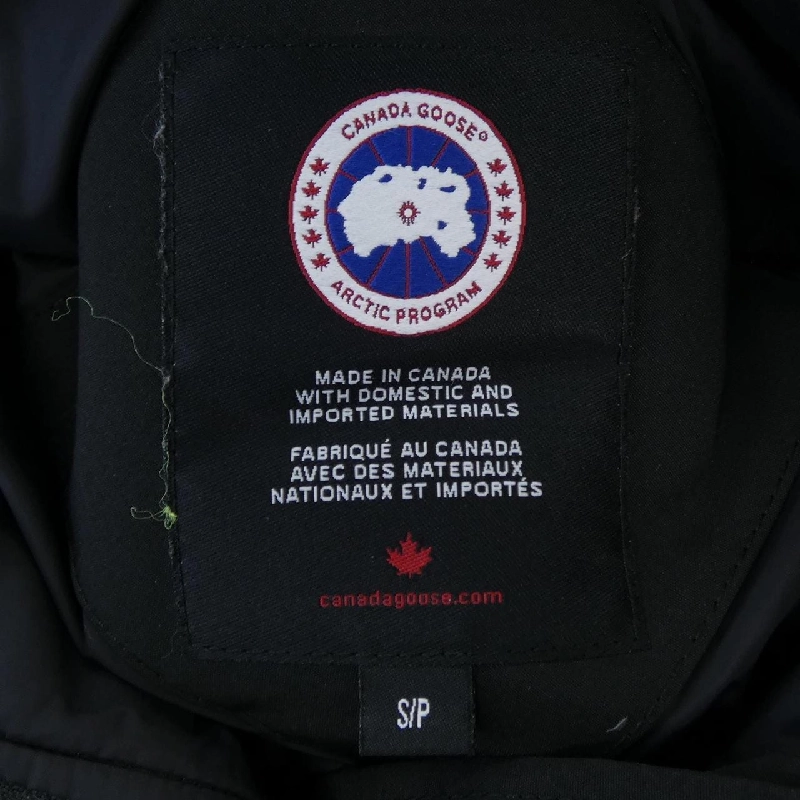 CANADA GOOSE®
ARCTIC PROGRAM
MADE IN CANADA
WITH DOMESTIC AND
IMPORTED MATERIALS
FABRIQUÉ AU CANADA
AVEC DES MATERIAUX
NATIONAUX ET IMPORTÉS
canadagoose.com
S/P